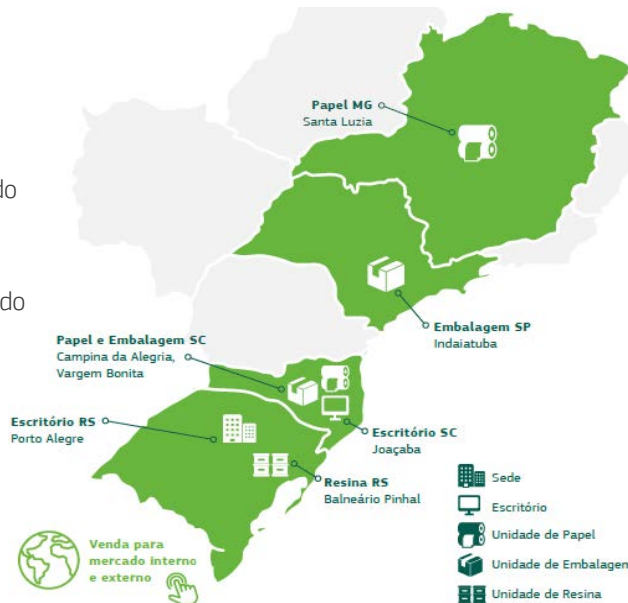 Papel MG
Santa Luzia
do
do
Embalagem SP
Indaiatuba
Papel e Embalagem SC
Campina da Alegria,
Vargem Bonita
Escritório RS
Porto Alegre
Escritório SC
Joaçaba
Resina RS
Balneário Pinhal
Sede
Escritório
Unidade de Papel
Unidade de Embalagem
Unidade de Resina
Venda para
mercado interno
e externo